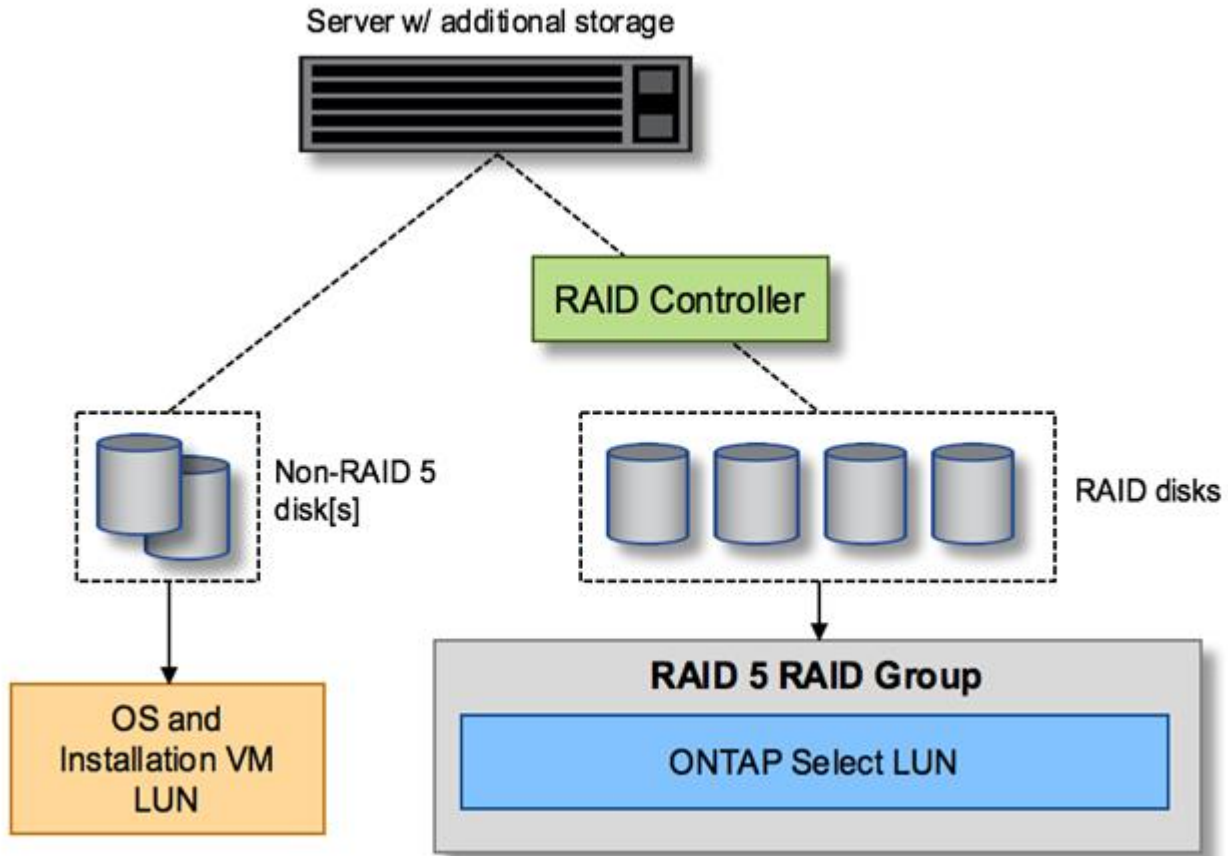 Server w/ additional storage
RAID Controller
Non-RAID 5
disk[s]
RAID disks
OS and
Installation VM
LUN
RAID 5 RAID Group
ONTAP Select LUN